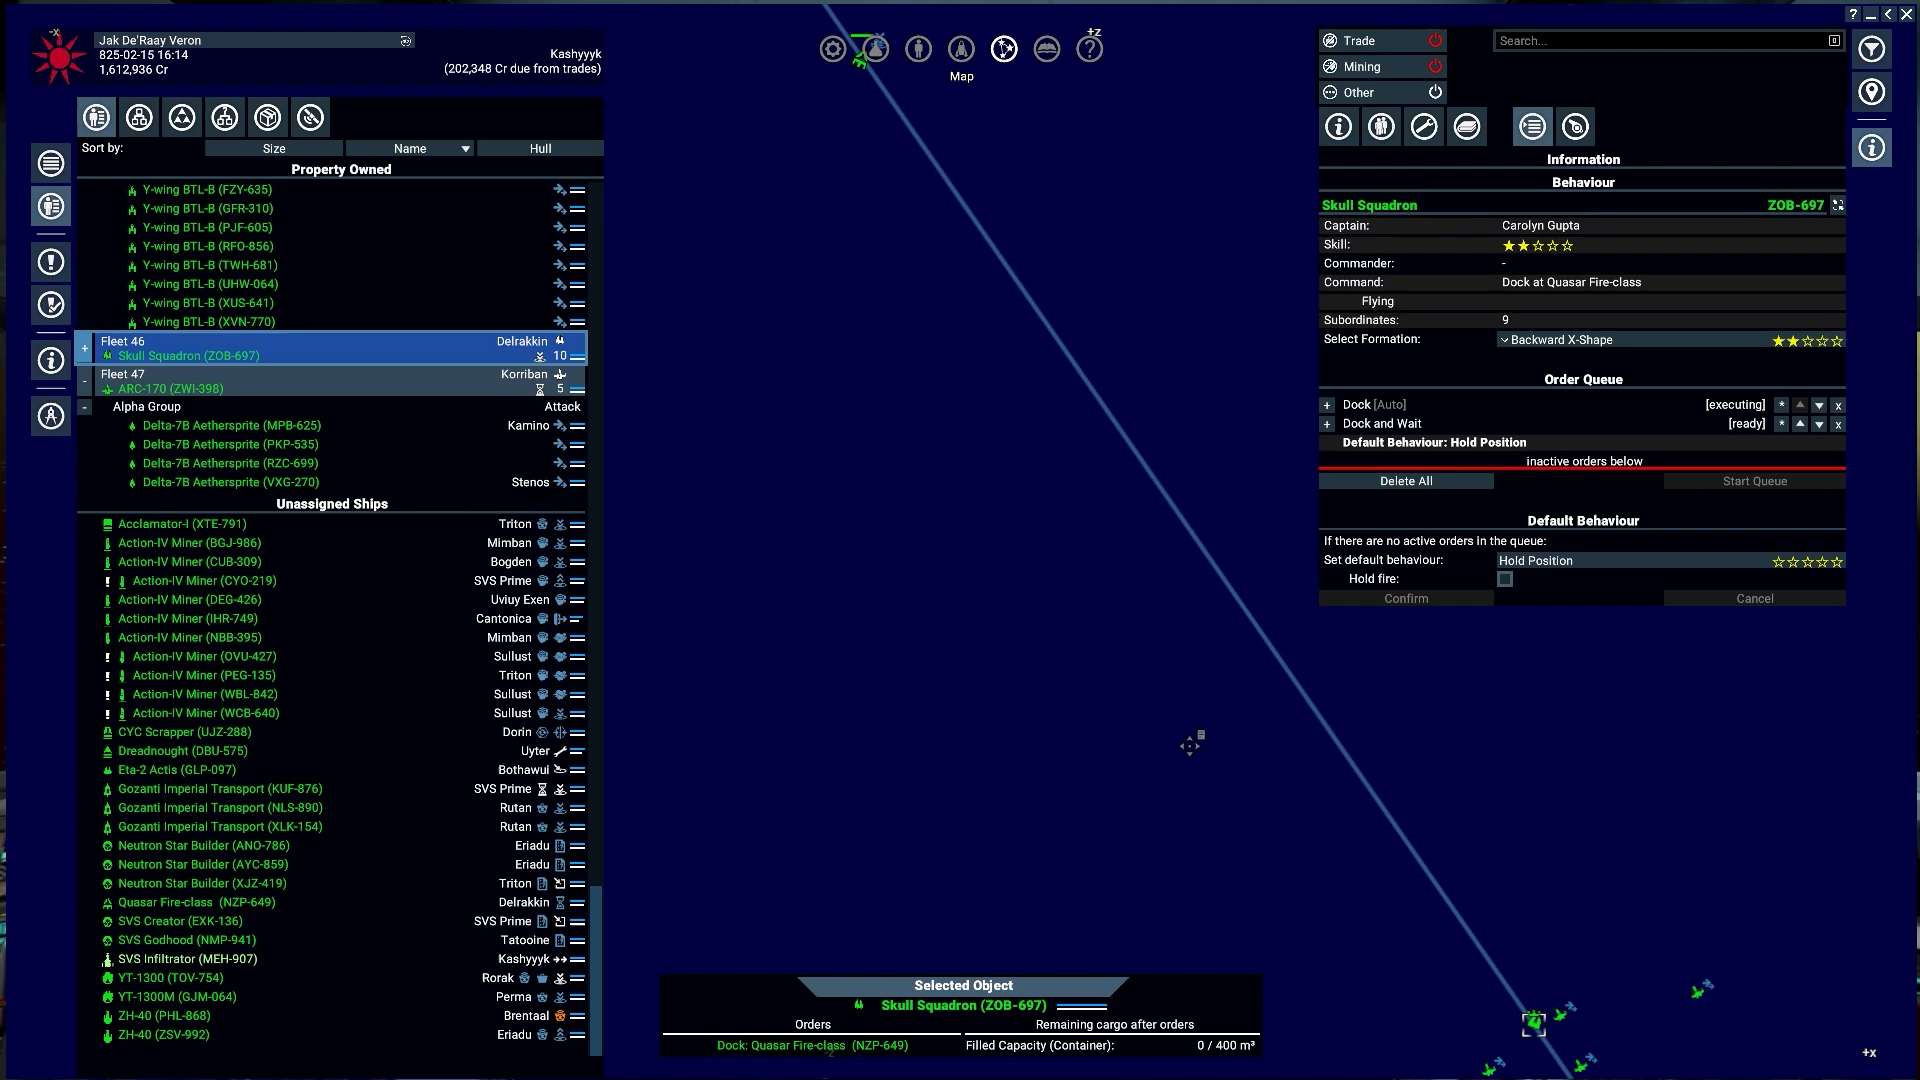 -X
Jak De'Raay Veron
825-02-15 16:14
1,612,936 Cr
Kashyyyk
(202,348 Cr due from trades)
Sort by:
Size
Name
Hull
Property Owned
Y-wing BTL-B (FZY-635)
Y-wing BTL-B (GFR-310)
Y-wing BTL-B (PJF-605)
Y-wing BTL-B (RFO-856)
Y-wing BTL-B (TWH-681)
Y-wing BTL-B (UHW-064)
Y-wing BTL-B (XUS-641)
Y-wing BTL-B (XVN-770)
+ Fleet 46 Delrakkin
Skull Squadron (ZOB-697) 10
- Fleet 47 Korriban
ARC-170 (ZWI-398) 5
- Alpha Group Attack
Delta-7B Aethersprite (MPB-625) Kamino
Delta-7B Aethersprite (PKP-535)
Delta-7B Aethersprite (RZC-699)
Delta-7B Aethersprite (VXG-270) Stenos
Unassigned Ships
Acclamator-I (XTE-791) Triton
Action-IV Miner (BGJ-986) Mimban
Action-IV Miner (CUB-309) Bogden
! Action-IV Miner (CYO-219) SVS Prime
Action-IV Miner (DEG-426) Uviuy Exen
Action-IV Miner (IHR-749) Cantonica
Action-IV Miner (NBB-395) Mimban
! Action-IV Miner (OVU-427) Sullust
! Action-IV Miner (PEG-135) Triton
! Action-IV Miner (WBL-842) Sullust
! Action-IV Miner (WCB-640) Sullust
CYC Scrapper (UJZ-288) Dorin
Dreadnought (DBU-575) Uyter
Eta-2 Actis (GLP-097) Bothawui
Gozanti Imperial Transport (KUF-876) SVS Prime
Gozanti Imperial Transport (NLS-890) Rutan
Gozanti Imperial Transport (XLK-154) Rutan
Neutron Star Builder (ANO-786) Eriadu
Neutron Star Builder (AYC-859) Eriadu
Neutron Star Builder (XJZ-419) Triton
Quasar Fire-class (NZP-649) Delrakkin
SVS Creator (EXK-136) SVS Prime
SVS Godhood (NMP-941) Tatooine
SVS Infiltrator (MEH-907) Kashyyyk
YT-1300 (TOV-754) Rorak
YT-1300M (GJM-064) Perma
ZH-40 (PHL-868) Brentaal
ZH-40 (ZSV-992) Eriadu
+Z
Map
Selected Object
Skull Squadron (ZOB-697)
Orders
Remaining cargo after orders
Dock: Quasar Fire-class (NZP-649)
Filled Capacity (Container): 0 / 400 m³
-Z
+X
Trade
Mining
Other
Search...
Information
Behaviour
Skull Squadron ZOB-697
Captain: Carolyn Gupta
Skill: ★★☆☆☆
Commander: -
Command: Dock at Quasar Fire-class
Flying
Subordinates: 9
Select Formation: Backward X-Shape ★★☆☆☆
Order Queue
+ Dock [Auto] [executing] * x
+ Dock and Wait [ready] * x
Default Behaviour: Hold Position
inactive orders below
Delete All
Start Queue
Default Behaviour
If there are no active orders in the queue:
Set default behaviour: Hold Position ☆☆☆☆☆
Hold fire:
Confirm
Cancel